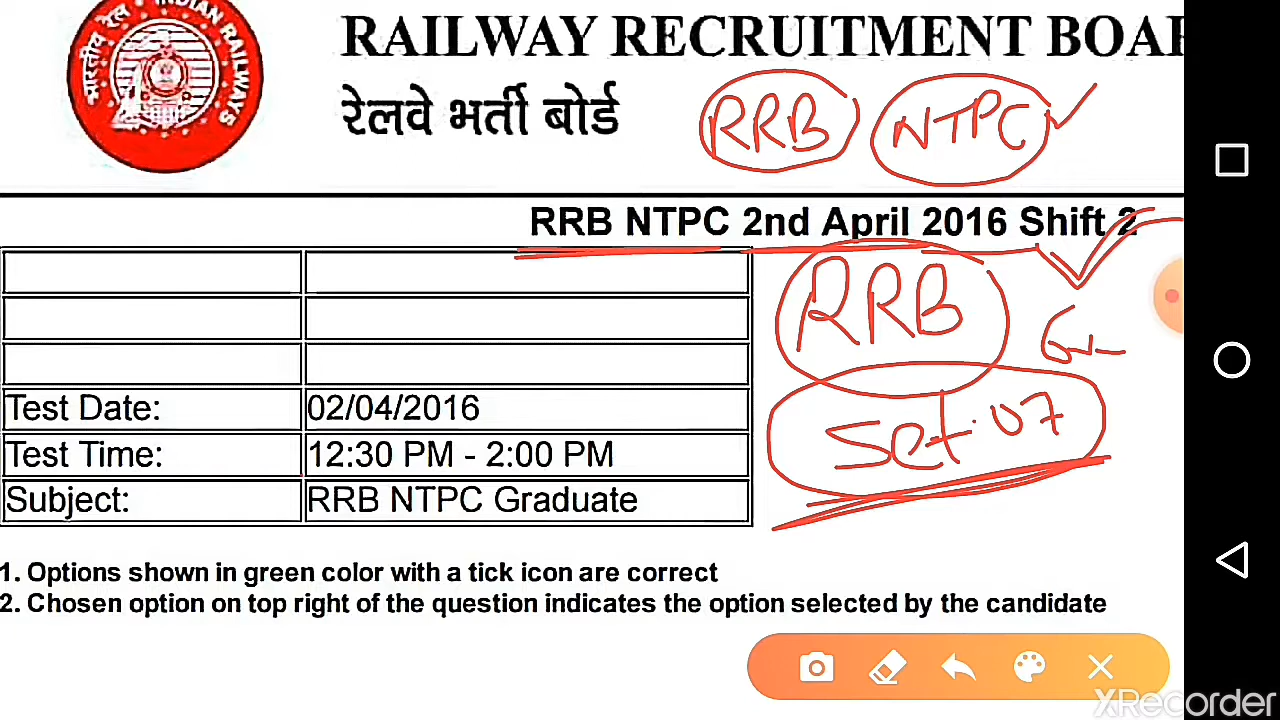 INDIAN RAILWAYS
भारतीय रेल
RAILWAY RECRUITMENT BOAR
रेलवे भर्ती बोर्ड
RRB NTPC
RRB NTPC 2nd April 2016 Shift 2
RRB
Set-07
Test Date: 02/04/2016
Test Time: 12:30 PM - 2:00 PM
Subject: RRB NTPC Graduate
1. Options shown in green color with a tick icon are correct
2. Chosen option on top right of the question indicates the option selected by the candidate
XRecorder